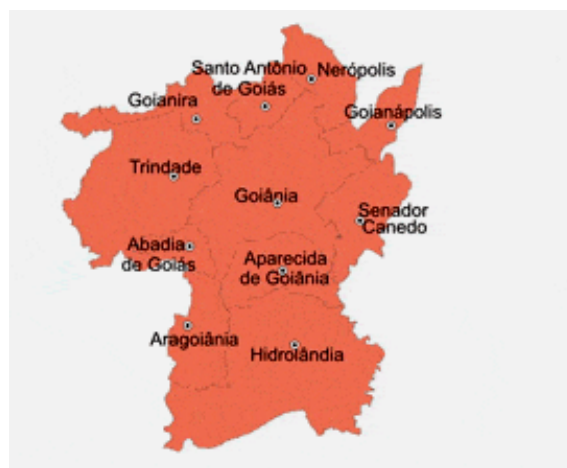 Santo Antônio
de Goiás
Nerópolis
Goianira
Goianápolis
Trindade
Goiânia
Senador
Canedo
Abadia
de Goiás
Aparecida
de Goiânia
Aragoiânia
Hidrolândia